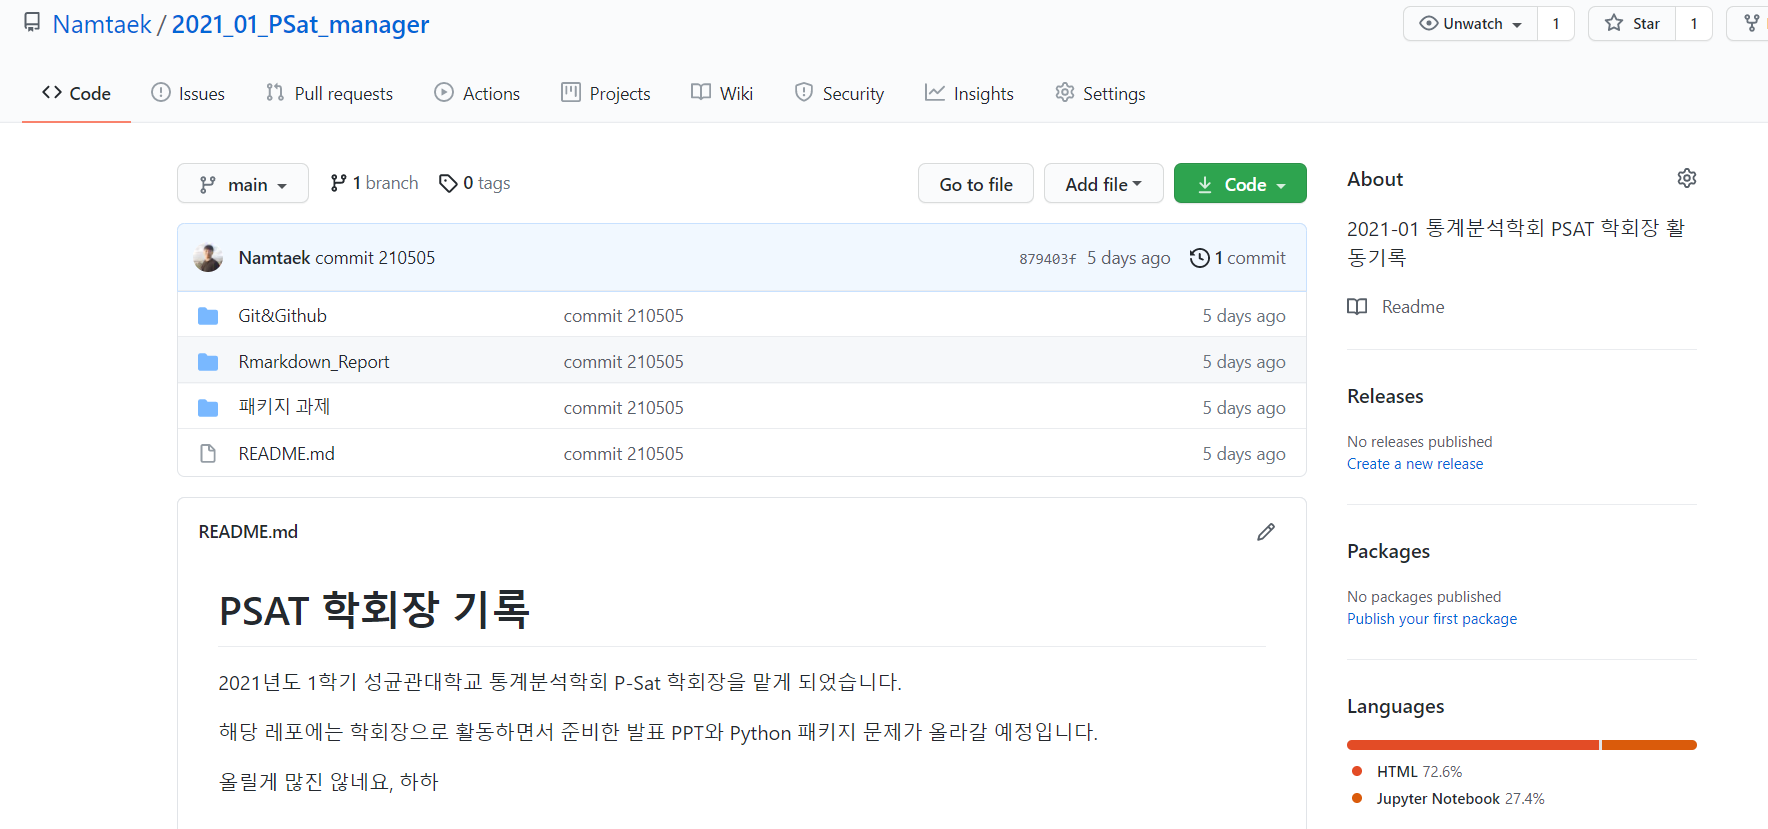 Namtaek / 2021_01_PSat_manager
Unwatch 1 Star 1
Code Issues Pull requests Actions Projects Wiki Security Insights Settings
main 1 branch 0 tags Go to file Add file Code
Namtaek commit 210505 879403f 5 days ago 1 commit
Git&Github commit 210505 5 days ago
Rmarkdown_Report commit 210505 5 days ago
패키지 과제 commit 210505 5 days ago
README.md commit 210505 5 days ago
README.md
PSAT 학회장 기록
2021년도 1학기 성균관대학교 통계분석학회 P-Sat 학회장을 맡게 되었습니다.
해당 레포에는 학회장으로 활동하면서 준비한 발표 PPT와 Python 패키지 문제가 올라갈 예정입니다.
올릴게 많진 않네요, 하하
About
2021-01 통계분석학회 PSAT 학회장 활
동기록
Readme
Releases
No releases published
Create a new release
Packages
No packages published
Publish your first package
Languages
HTML 72.6%
Jupyter Notebook 27.4%